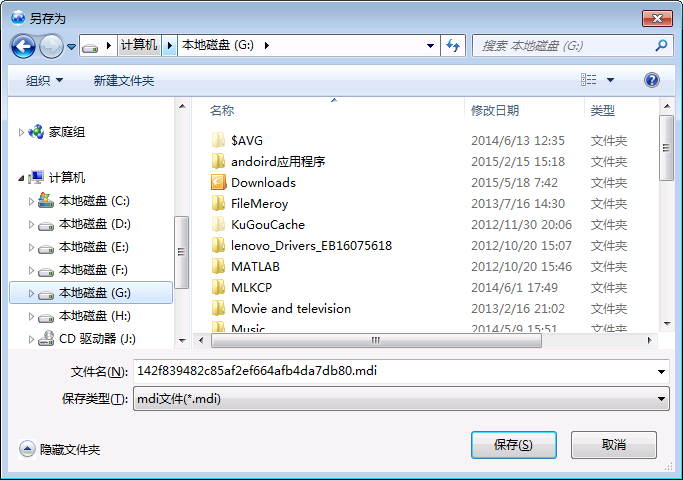 另存为
计算机 本地磁盘 (G:)
搜索 本地磁盘 (G:)
组织 新建文件夹
家庭组
计算机
本地磁盘 (C:)
本地磁盘 (D:)
本地磁盘 (E:)
本地磁盘 (F:)
本地磁盘 (G:)
本地磁盘 (H:)
CD 驱动器 (J:)
名称 修改日期 类型
$AVG 2014/6/13 12:35 文件夹
andoird应用程序 2015/2/15 15:18 文件夹
Downloads 2015/5/18 7:42 文件夹
FileMeroy 2013/7/16 14:30 文件夹
KuGouCache 2012/11/30 20:06 文件夹
lenovo_Drivers_EB16075618 2012/10/20 15:07 文件夹
MATLAB 2012/10/20 15:46 文件夹
MLKCP 2014/6/1 17:49 文件夹
Movie and television 2013/2/16 21:02 文件夹
Music 2014/5/9 15:51 文件夹
文件名(N): 142f839482c85af2ef664afb4da7db80.mdi
保存类型(T): mdi文件(*.mdi)
隐藏文件夹
保存(S) 取消